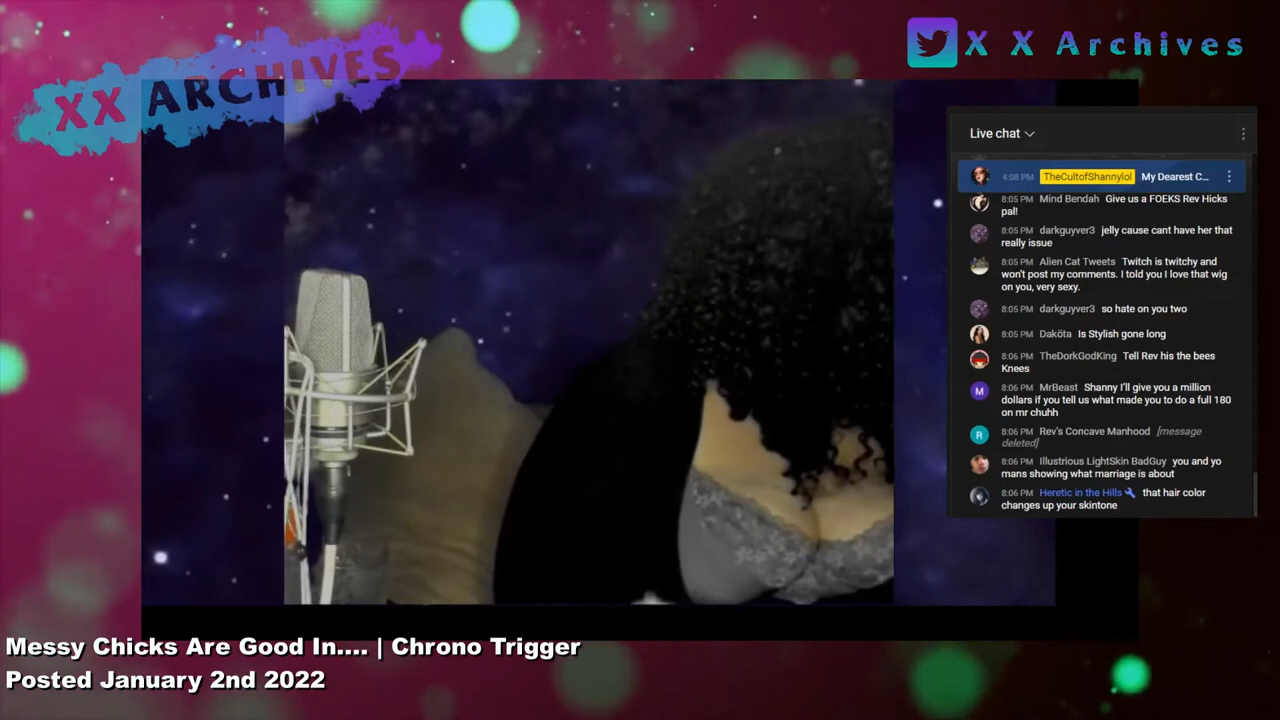 XX ARCHIVES
X X Archives
Live chat
4:08 PM TheCultofShannylol My Dearest C...
8:05 PM Mind Bendah Give us a FOEKS Rev Hicks
pal!
8:05 PM darkguyver3 jelly cause cant have her that
really issue
8:05 PM Alien Cat Tweets Twitch is twitchy and
won't post my comments. I told you I love that wig
on you, very sexy.
8:05 PM darkguyver3 so hate on you two
8:05 PM Daköta Is Stylish gone long
8:06 PM TheDorkGodKing Tell Rev his the bees
Knees
M
8:06 PM MrBeast Shanny I'll give you a million
dollars if you tell us what made you to do a full 180
on mr chuhh
R
8:06 PM Rev's Concave Manhood [message
deleted]
8:06 PM Illustrious LightSkin BadGuy you and yo
mans showing what marriage is about
8:06 PM Heretic in the Hills that hair color
changes up your skintone
Messy Chicks Are Good In.... | Chrono Trigger
Posted January 2nd 2022